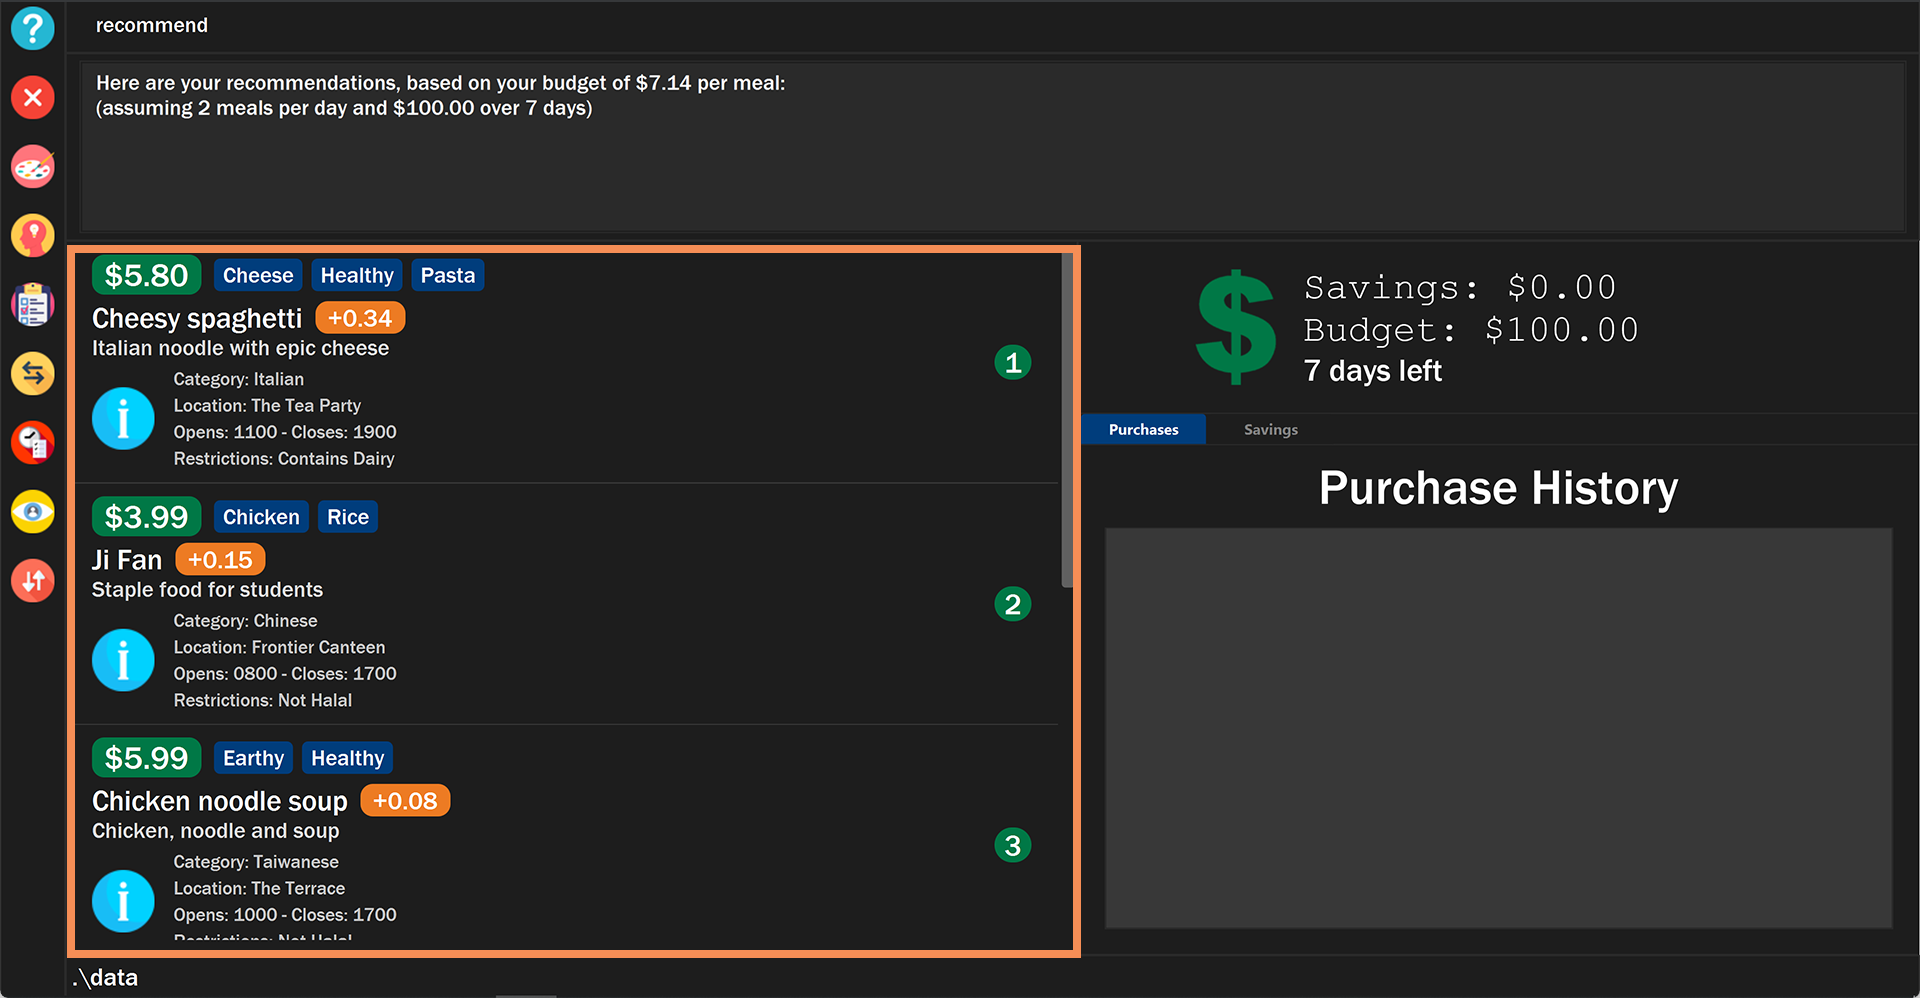 recommend
Here are your recommendations, based on your budget of $7.14 per meal:
(assuming 2 meals per day and $100.00 over 7 days)
$5.80 Cheese Healthy Pasta
Cheesy spaghetti +0.34
Italian noodle with epic cheese
Category: Italian
Location: The Tea Party
Opens: 1100 - Closes: 1900
Restrictions: Contains Dairy
1
$3.99 Chicken Rice
Ji Fan +0.15
Staple food for students
Category: Chinese
Location: Frontier Canteen
Opens: 0800 - Closes: 1700
Restrictions: Not Halal
2
$5.99 Earthy Healthy
Chicken noodle soup +0.08
Chicken, noodle and soup
Category: Taiwanese
Location: The Terrace
Opens: 1000 - Closes: 1700
Restrictions: Not Halal
3
$
Savings: $0.00
Budget: $100.00
7 days left
Purchases Savings
Purchase History
.\data